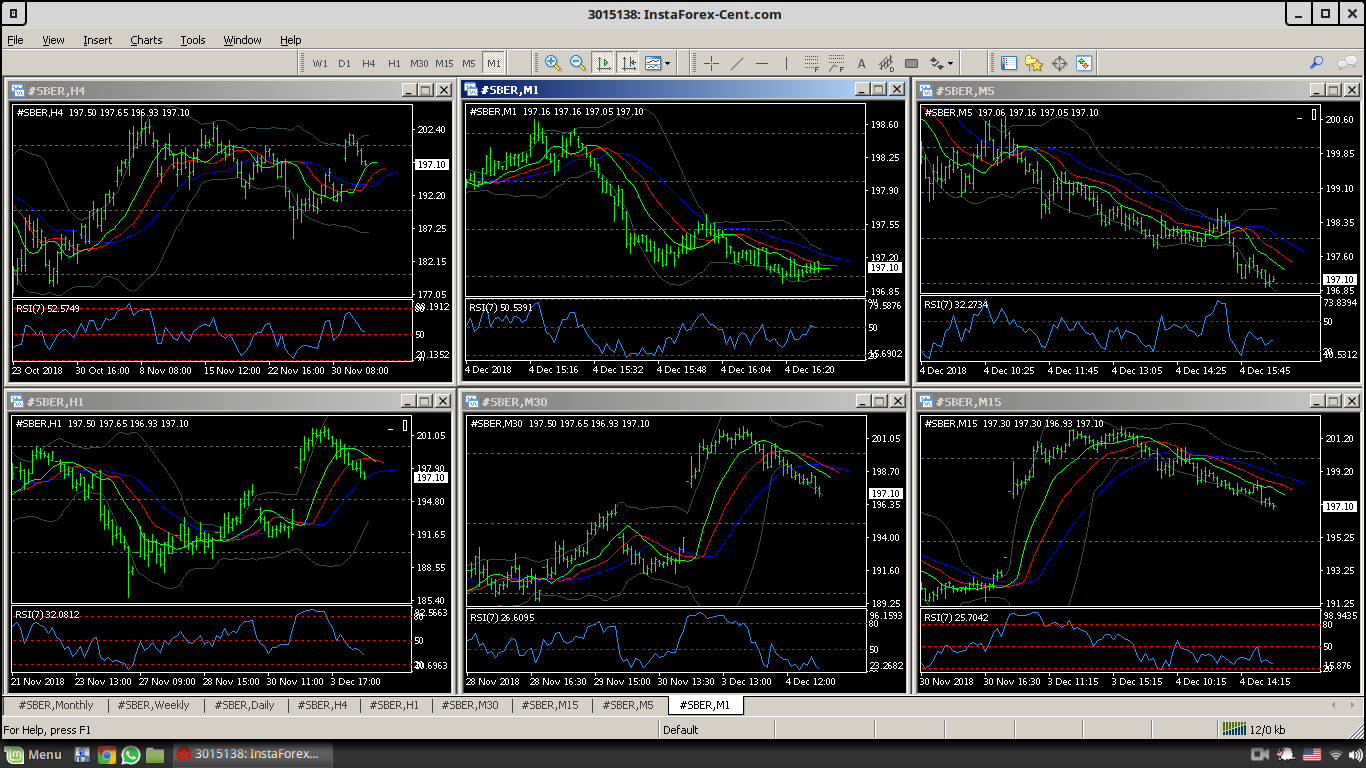 3015138: InstaForex-Cent.com
File View Insert Charts Tools Window Help
W1 D1 H4 H1 M30 M15 M5 M1
#SBER,H4
#SBER,H4 197.50 197.65 196.93 197.10
202.40
197.10
192.20
187.25
182.15
177.05
RSI(7) 52.5749
50
20.1352
23 Oct 2018 30 Oct 16:00 8 Nov 08:00 15 Nov 12:00 22 Nov 16:00 30 Nov 08:00
#SBER,M1
#SBER,M1 197.16 197.16 197.05 197.10
198.60
198.25
197.90
197.55
197.20
197.10
196.85
RSI(7) 50.5391
79.5876
50
4 Dec 2018 4 Dec 15:16 4 Dec 15:32 4 Dec 15:48 4 Dec 16:04 4 Dec 16:20
#SBER,M5
#SBER,M5 197.06 197.16 197.05 197.10
200.60
199.85
199.10
198.35
197.60
197.10
196.85
RSI(7) 32.2734
73.8394
50
4 Dec 2018 4 Dec 10:25 4 Dec 11:45 4 Dec 13:05 4 Dec 14:25 4 Dec 15:45
#SBER,H1
#SBER,H1 197.50 197.65 196.93 197.10
201.05
197.90
197.10
194.80
191.65
188.55
185.40
RSI(7) 32.0812
80
50
21 Nov 2018 23 Nov 13:00 27 Nov 09:00 28 Nov 15:00 30 Nov 11:00 3 Dec 17:00
#SBER,M30
#SBER,M30 197.50 197.65 196.93 197.10
201.05
198.70
197.10
196.35
194.00
191.60
189.25
RSI(7) 26.6095
96.1593
80
50
28 Nov 2018 28 Nov 16:30 29 Nov 15:00 30 Nov 13:30 3 Dec 13:00 4 Dec 12:00
#SBER,M15
#SBER,M15 197.30 197.30 196.93 197.10
201.20
199.20
197.10
195.25
193.25
191.25
RSI(7) 25.7042
98.9435
80
50
30 Nov 2018 30 Nov 16:30 3 Dec 11:15 3 Dec 15:15 4 Dec 10:15 4 Dec 14:15
#SBER,Monthly #SBER,Weekly #SBER,Daily #SBER,H4 #SBER,H1 #SBER,M30 #SBER,M15 #SBER,M5 #SBER,M1
For Help, press F1 Default 12/0 kb
Menu 3015138: InstaForex...